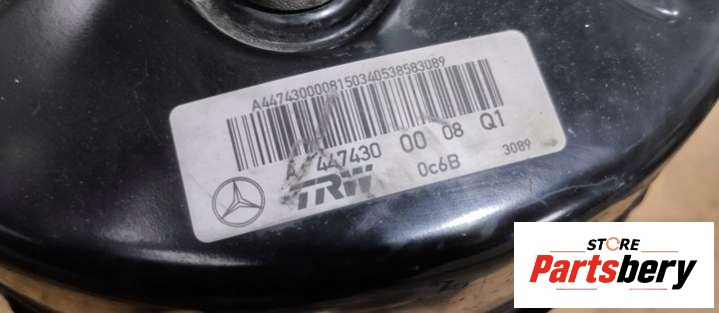 A4474300008150340538583089
A 447430 00 08 Q1
TRW 0c6B 3089
STORE
Partsbery